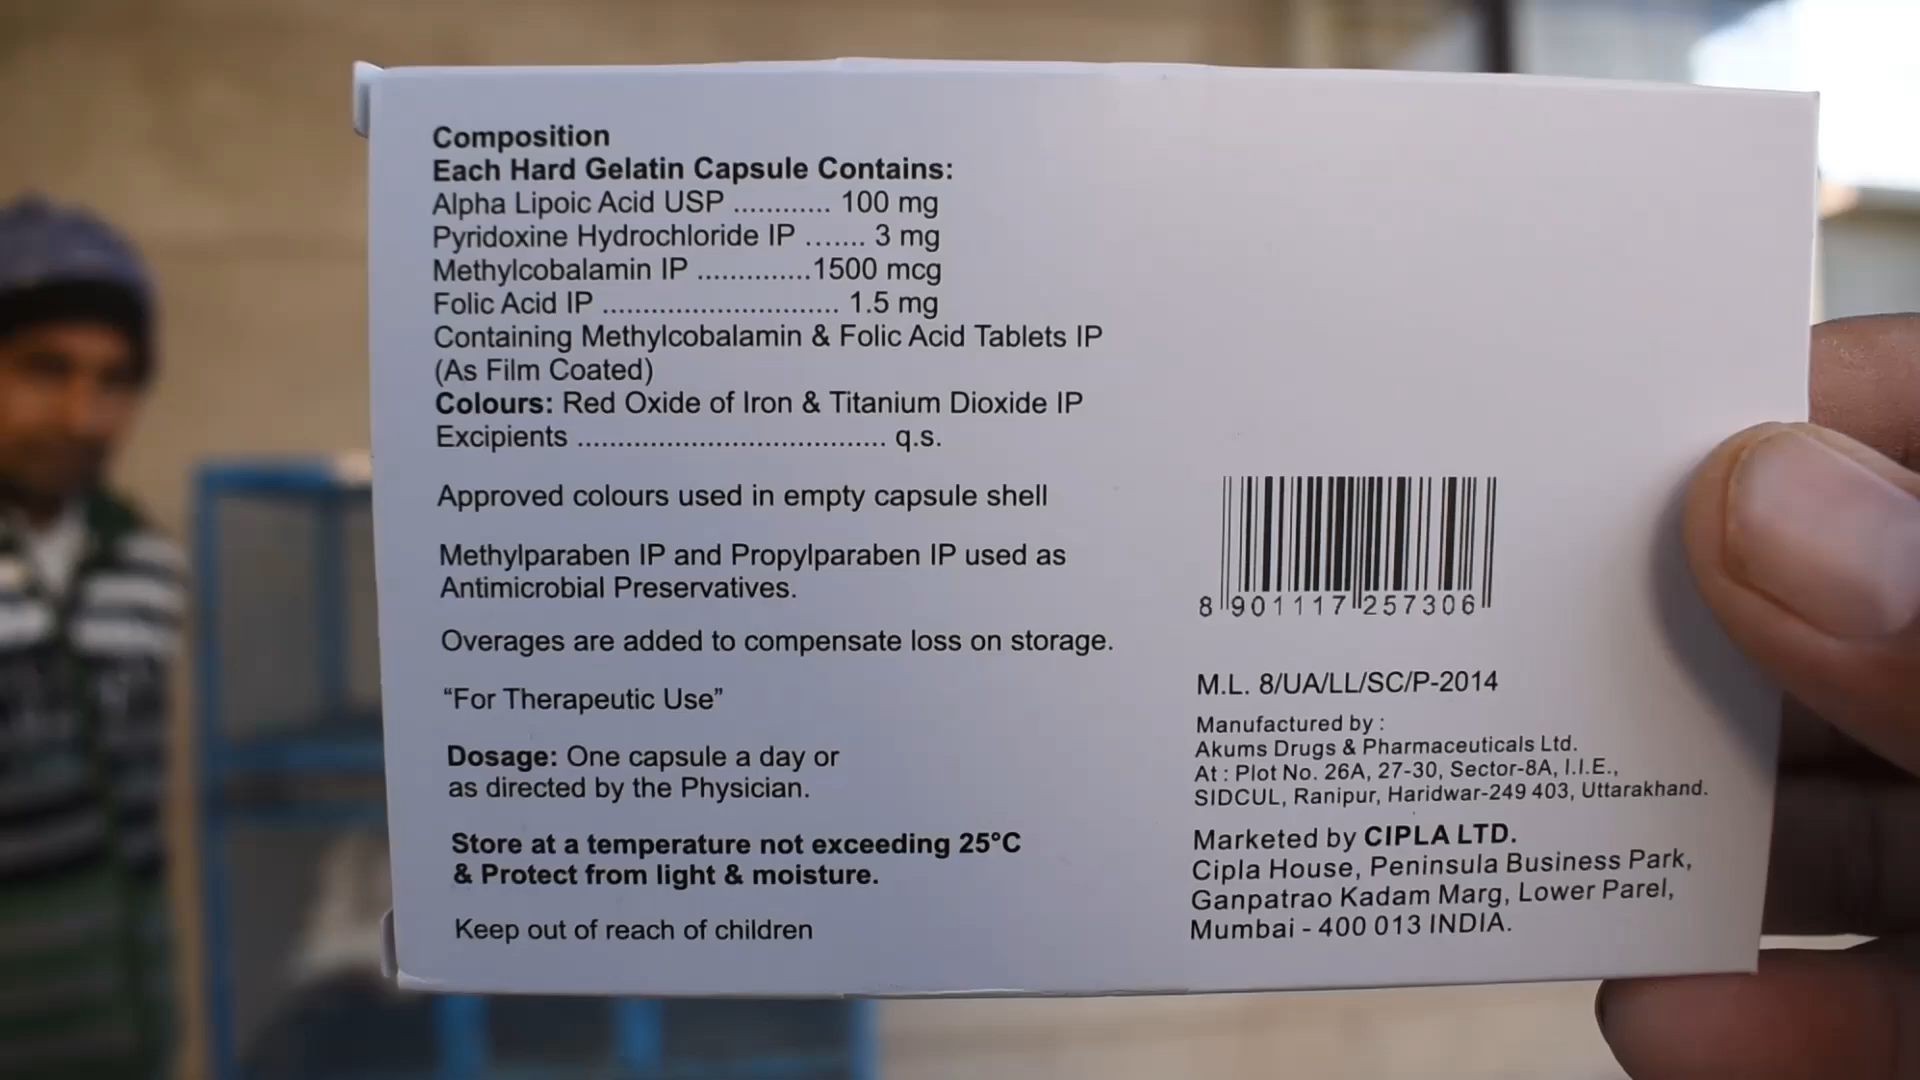 Composition
Each Hard Gelatin Capsule Contains:
Alpha Lipoic Acid USP ............ 100 mg
Pyridoxine Hydrochloride IP ....... 3 mg
Methylcobalamin IP ..............1500 mcg
Folic Acid IP ............................. 1.5 mg
Containing Methylcobalamin & Folic Acid Tablets IP
(As Film Coated)
Colours: Red Oxide of Iron & Titanium Dioxide IP
Excipients ...................................... q.s.
Approved colours used in empty capsule shell
Methylparaben IP and Propylparaben IP used as
Antimicrobial Preservatives.
Overages are added to compensate loss on storage.
“For Therapeutic Use”
Dosage: One capsule a day or
as directed by the Physician.
Store at a temperature not exceeding 25°C
& Protect from light & moisture.
Keep out of reach of children
8 901117 257306
M.L. 8/UA/LL/SC/P-2014
Manufactured by :
Akums Drugs & Pharmaceuticals Ltd.
At : Plot No. 26A, 27-30, Sector-8A, I.I.E.,
SIDCUL, Ranipur, Haridwar-249 403, Uttarakhand.
Marketed by CIPLA LTD.
Cipla House, Peninsula Business Park,
Ganpatrao Kadam Marg, Lower Parel,
Mumbai - 400 013 INDIA.